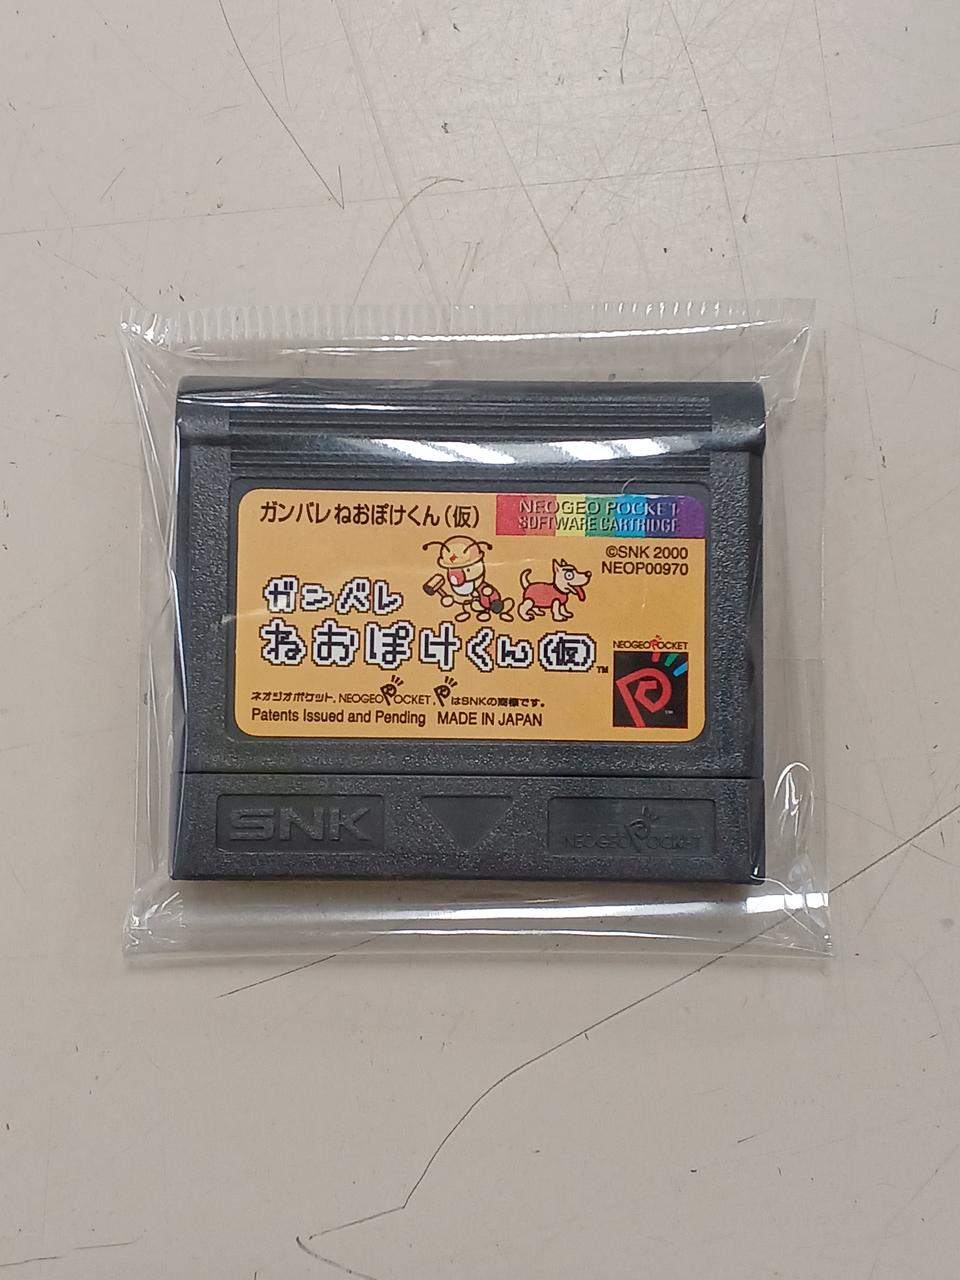 ガンバレねおぽけくん(仮)
NEOGEO POCKET
SOFTWARE CARTRIDGE
©SNK 2000
NEOP00970
ガンバレ
ねおぽけくん(仮)™
NEOGEO POCKET
ネオジオポケット, NEOGEO POCKET, P はSNKの商標です。
Patents Issued and Pending MADE IN JAPAN
SNK
NEOGEO POCKET